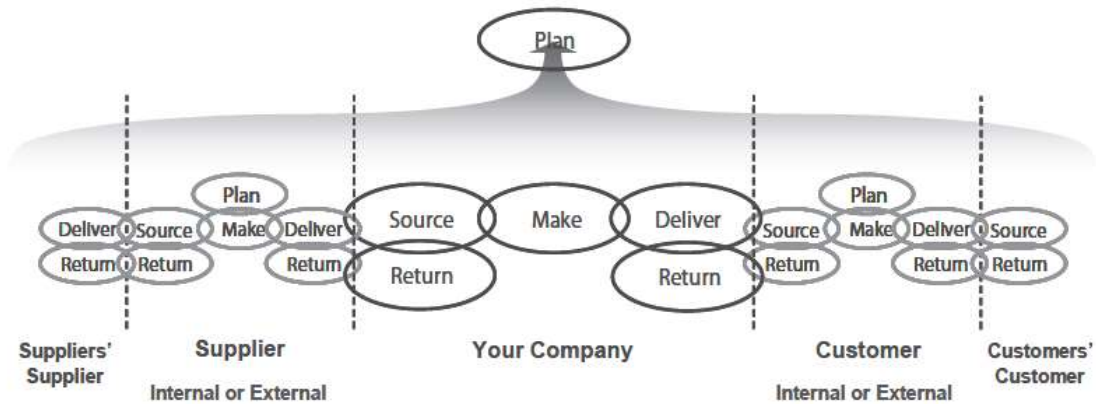 Plan
Plan
Plan
Deliver Source Make Deliver Source Make Deliver Source Make Deliver Source
Return Return Return Return Return Return Return Return
Suppliers' Supplier Your Company Customer Customers'
Supplier Customer
Internal or External Internal or External